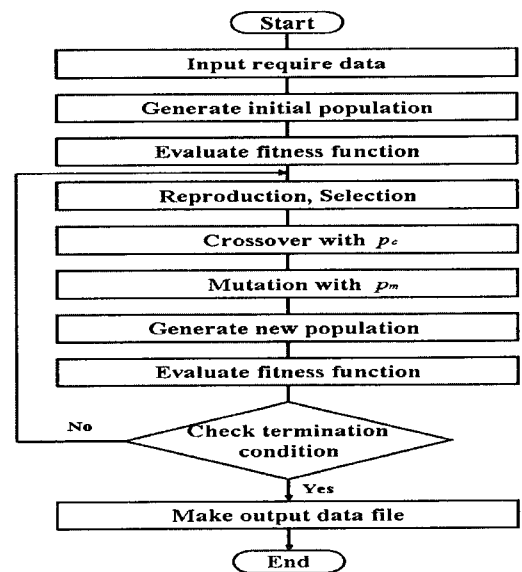 Start
Input require data
Generate initial population
Evaluate fitness function
Reproduction, Selection
Crossover with pc
Mutation with pm
Generate new population
Evaluate fitness function
No
Check termination
condition
Yes
Make output data file
End